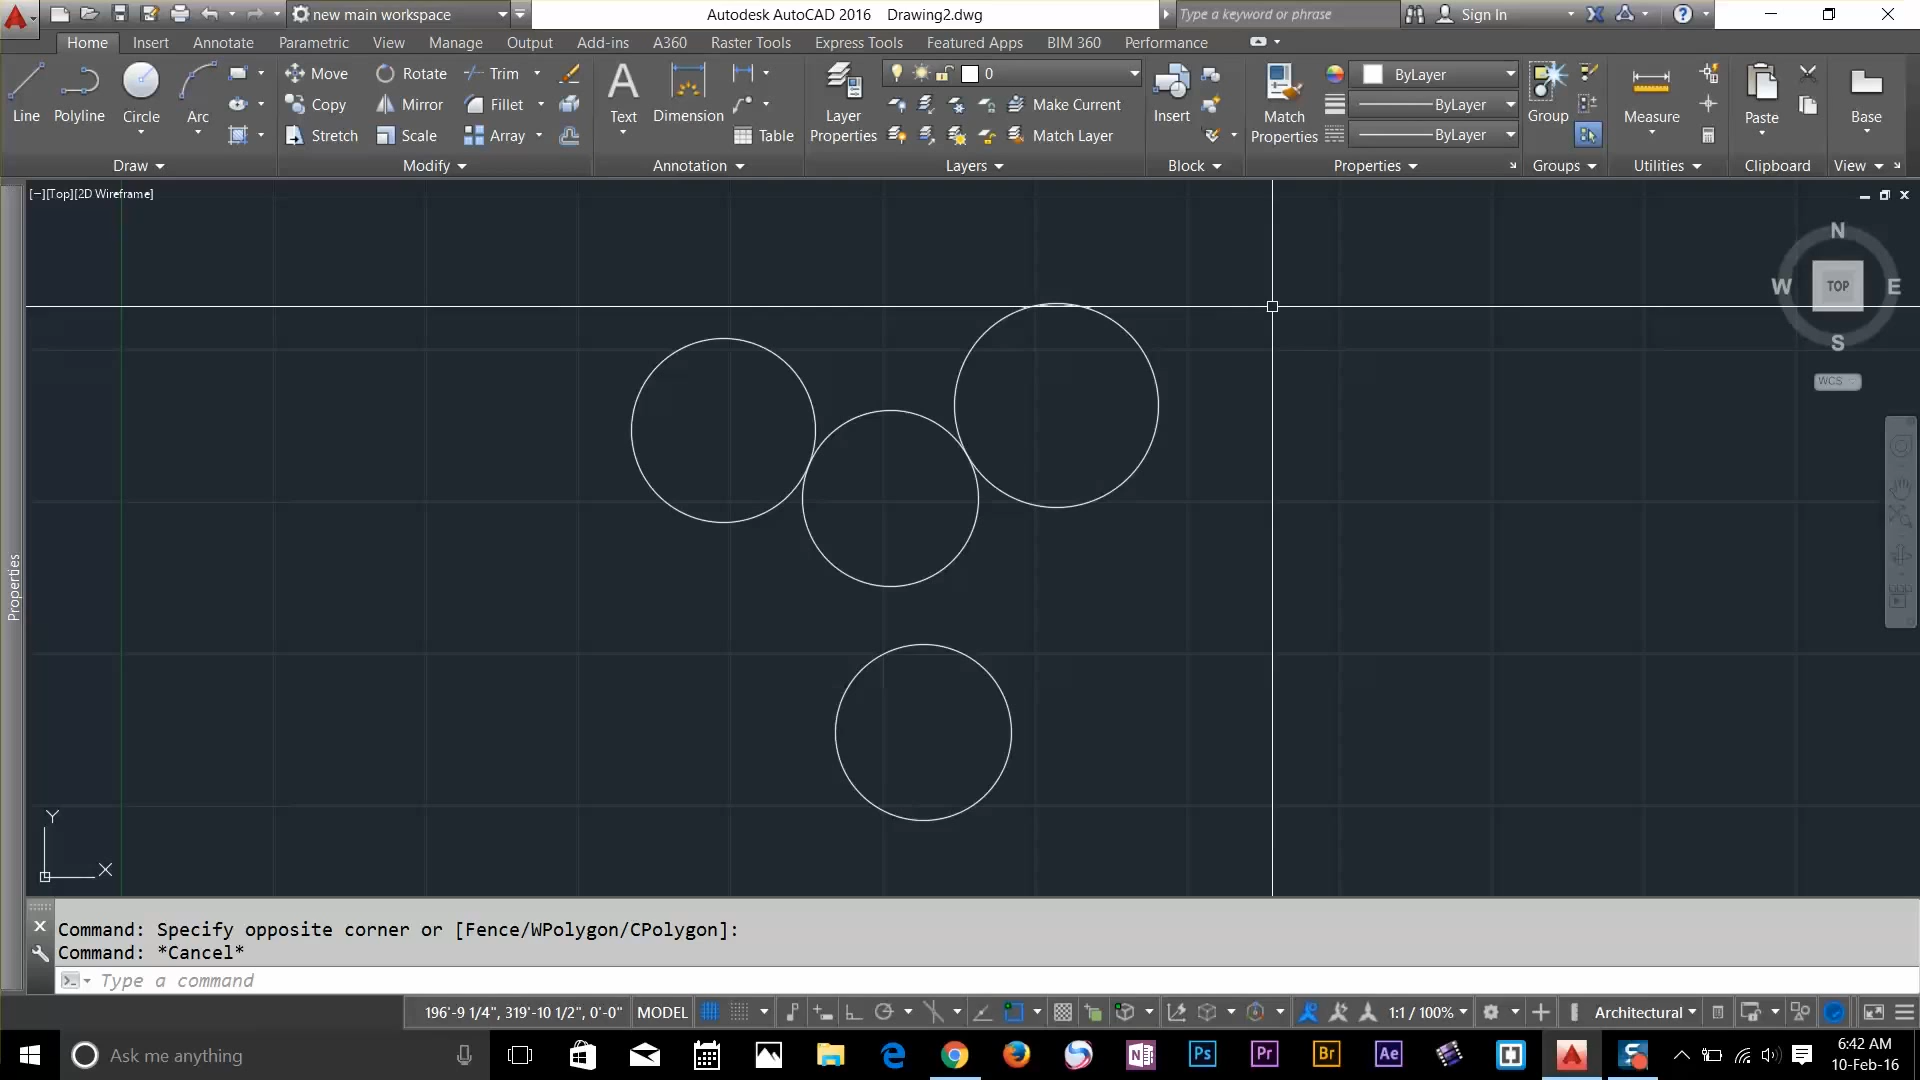 new main workspace
Autodesk AutoCAD 2016 Drawing2.dwg
Type a keyword or phrase
Sign In
Home Insert Annotate Parametric View Manage Output Add-ins A360 Raster Tools Express Tools Featured Apps BIM 360 Performance
Line Polyline Circle Arc
Draw
Move Rotate Trim
Copy Mirror Fillet
Stretch Scale Array
Modify
Text Dimension
Table
Annotation
Layer Properties
0
Make Current
Match Layer
Layers
Insert
Block
Match Properties
ByLayer
ByLayer
ByLayer
Properties
Group
Groups
Measure
Utilities
Paste
Clipboard
Base
View
[−][Top][2D Wireframe]
N
W TOP E
S
WCS
Properties
Y
X
Command: Specify opposite corner or [Fence/WPolygon/CPolygon]:
Command: *Cancel*
Type a command
196'-9 1/4", 319'-10 1/2", 0'-0" MODEL 1:1 / 100% Architectural
Ask me anything
N Ps Pr Br Ae
6:42 AM
10-Feb-16